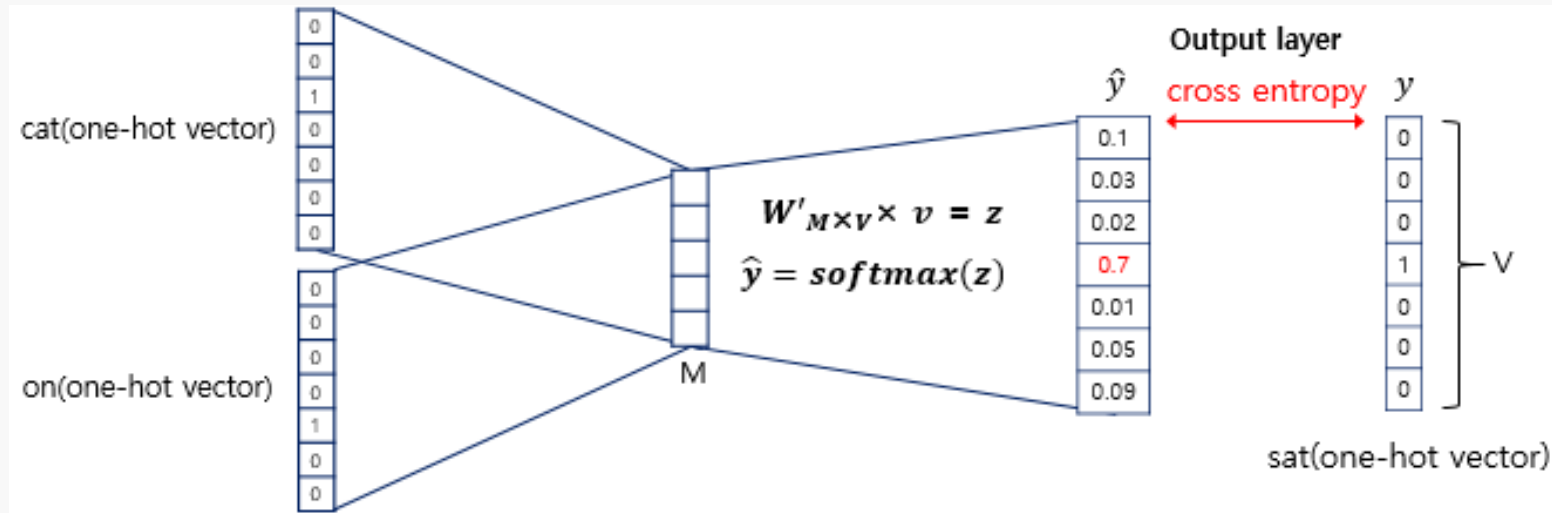 cat(one-hot vector)
0
0
1
0
0
0
0
on(one-hot vector)
0
0
0
0
1
0
0
M
W'_{M×V} × v = z
ŷ = softmax(z)
Output layer
ŷ
cross entropy
y
0.1
0.03
0.02
0.7
0.01
0.05
0.09
0
0
0
1
0
0
0
V
sat(one-hot vector)